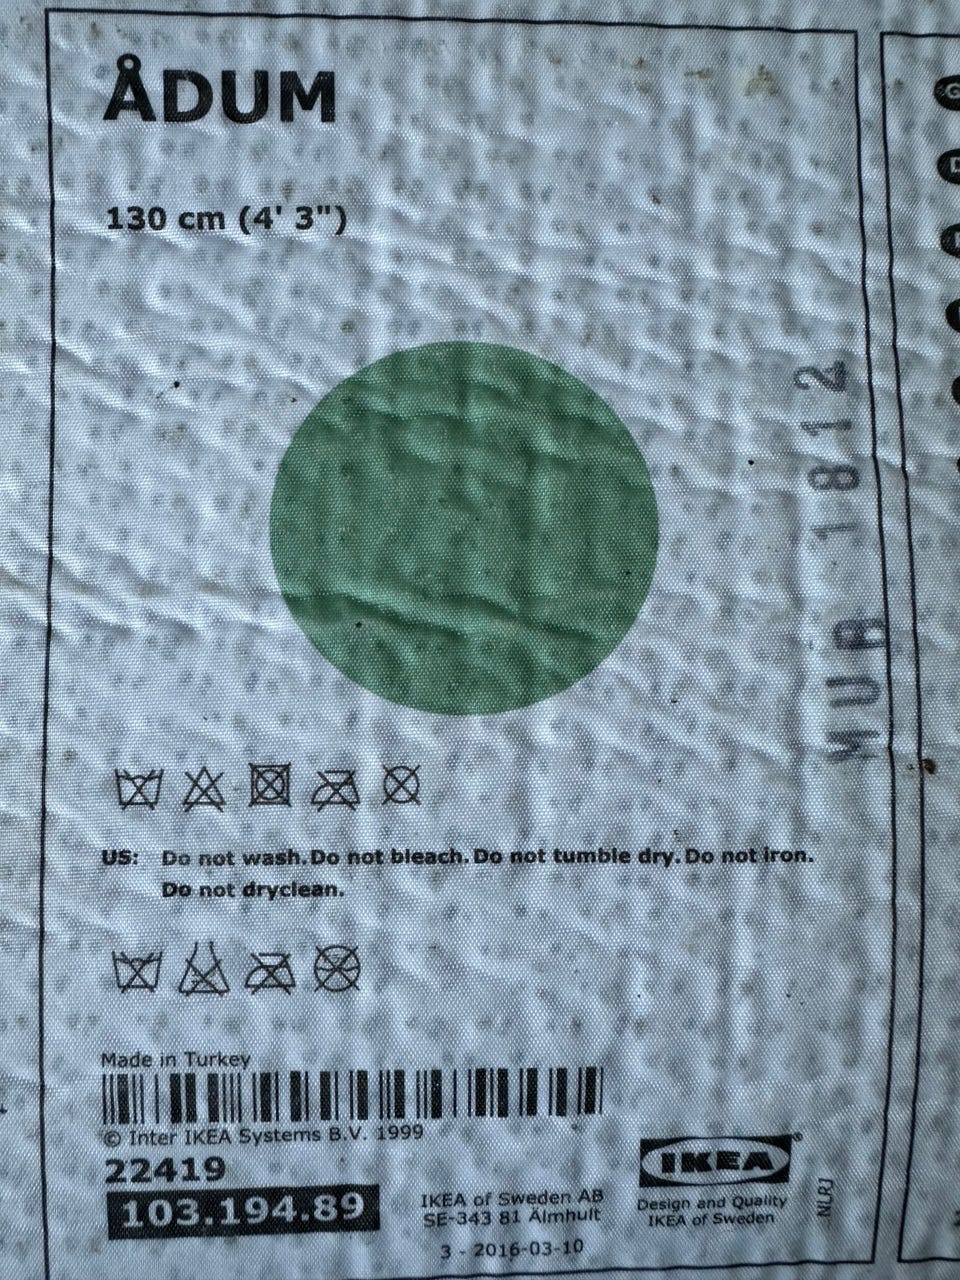 ÅDUM
130 cm (4' 3")
MUB 1812
US: Do not wash. Do not bleach. Do not tumble dry. Do not iron.
Do not dryclean.
Made in Turkey
© Inter IKEA Systems B.V. 1999
22419
103.194.89
IKEA of Sweden AB
SE-343 81 Älmhult
3 - 2016-03-10
IKEA®
Design and Quality
IKEA of Sweden
NLRJ